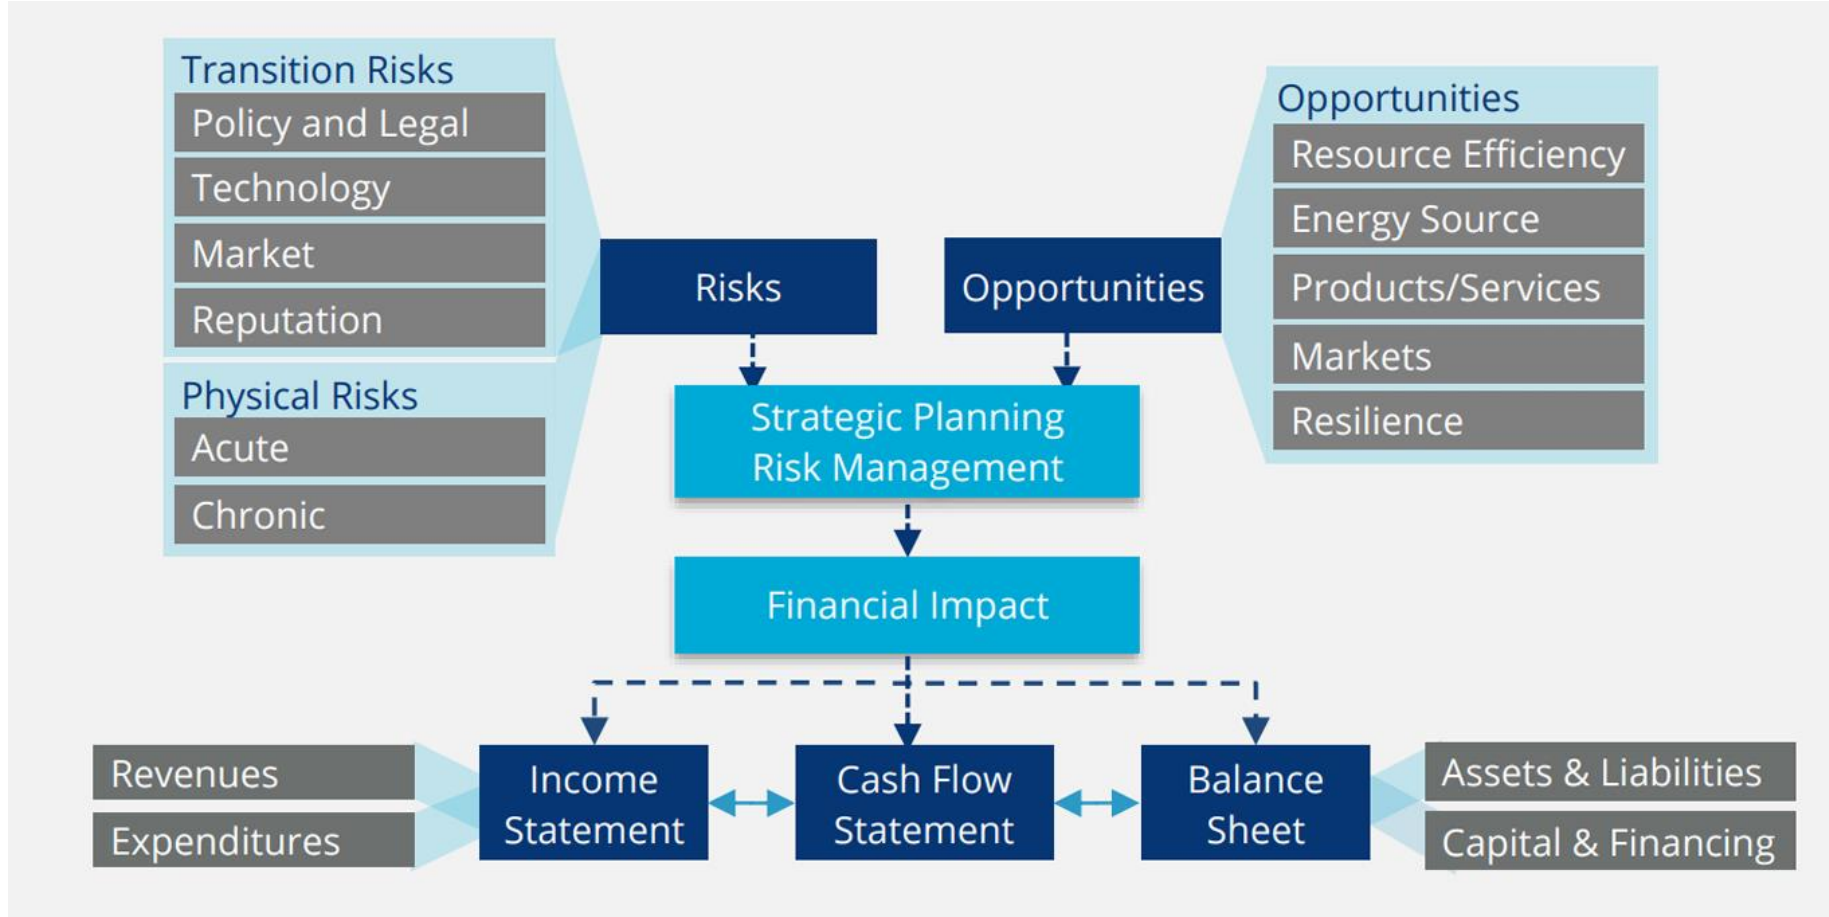 Transition Risks
Policy and Legal
Technology
Market
Reputation
Physical Risks
Acute
Chronic
Risks
Opportunities
Opportunities
Resource Efficiency
Energy Source
Products/Services
Markets
Resilience
Strategic Planning
Risk Management
Financial Impact
Revenues
Expenditures
Income
Statement
Cash Flow
Statement
Balance
Sheet
Assets & Liabilities
Capital & Financing